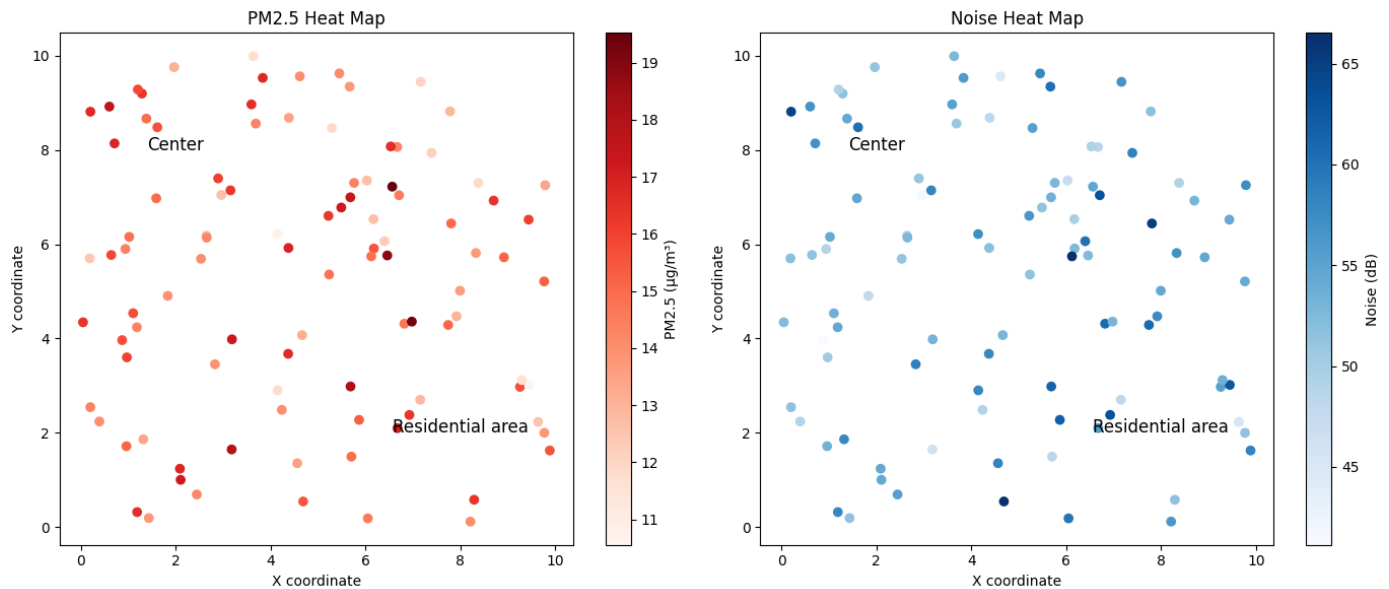 PM2.5 Heat Map
10
8
6
4
2
0
Y coordinate
Center
Residential area
0 2 4 6 8 10
X coordinate
19
18
17
16
15
14
13
12
11
PM2.5 (µg/m³)
Noise Heat Map
10
8
6
4
2
0
Y coordinate
Center
Residential area
0 2 4 6 8 10
X coordinate
65
60
55
50
45
Noise (dB)